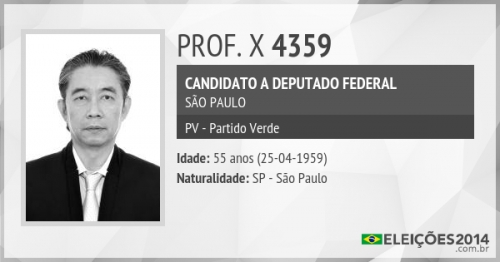 PROF. X 4359
CANDIDATO A DEPUTADO FEDERAL
SÃO PAULO
PV - Partido Verde
Idade: 55 anos (25-04-1959)
Naturalidade: SP - São Paulo
ELEIÇÕES2014
.com.br